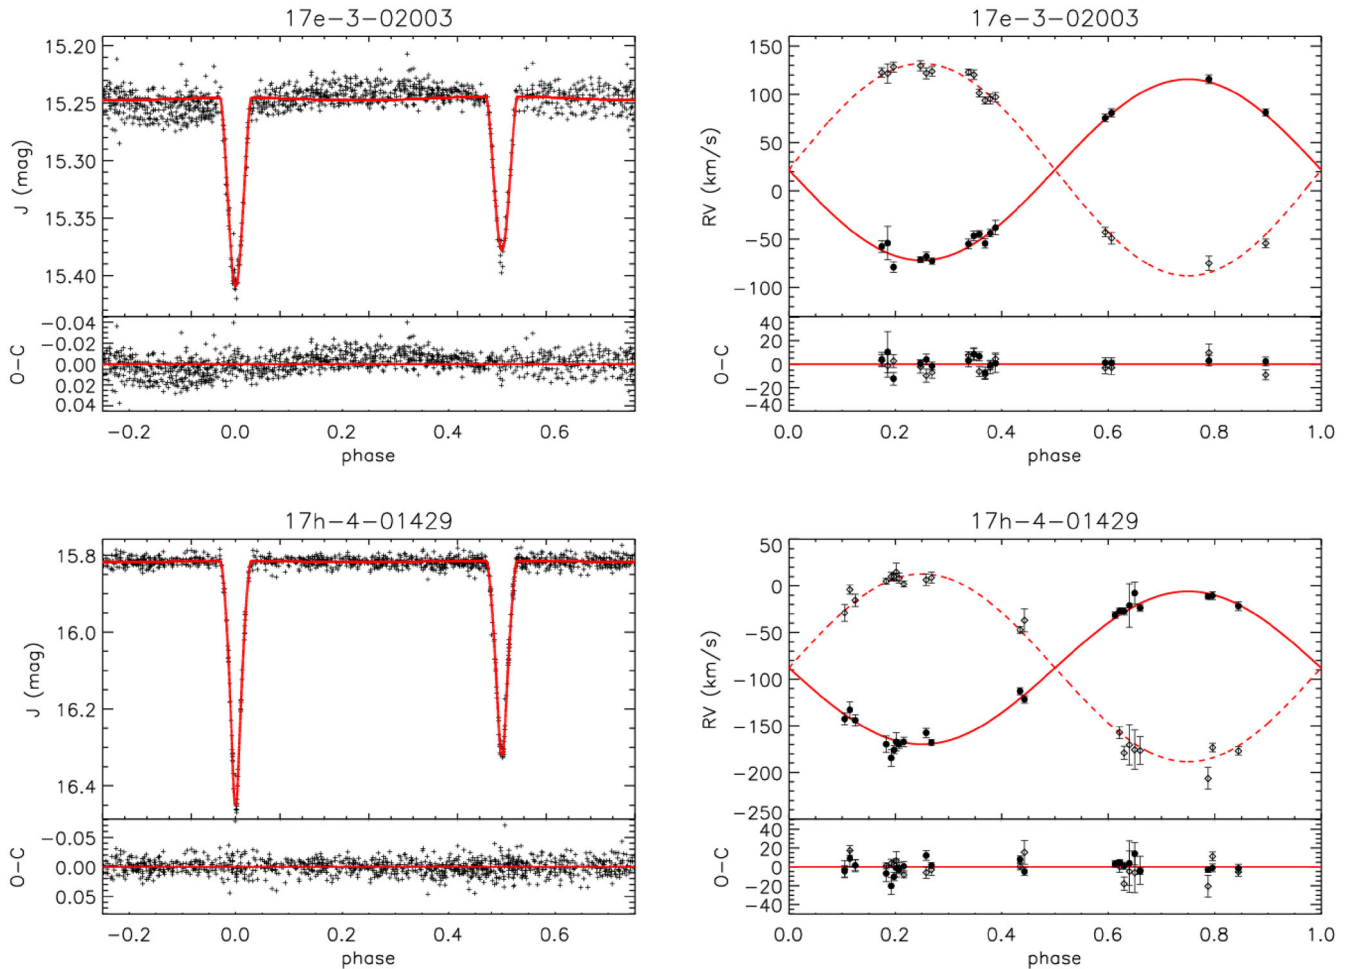 17e-3-02003
15.20
15.25
15.30
15.35
15.40
J (mag)
-0.04
-0.02
0.00
0.02
0.04
O-C
-0.2 0.0 0.2 0.4 0.6
phase
17e-3-02003
150
100
50
0
-50
-100
RV (km/s)
40
20
0
-20
-40
O-C
0.0 0.2 0.4 0.6 0.8 1.0
phase
17h-4-01429
15.8
16.0
16.2
16.4
J (mag)
-0.05
0.00
0.05
O-C
-0.2 0.0 0.2 0.4 0.6
phase
17h-4-01429
50
0
-50
-100
-150
-200
-250
RV (km/s)
40
20
0
-20
-40
O-C
0.0 0.2 0.4 0.6 0.8 1.0
phase